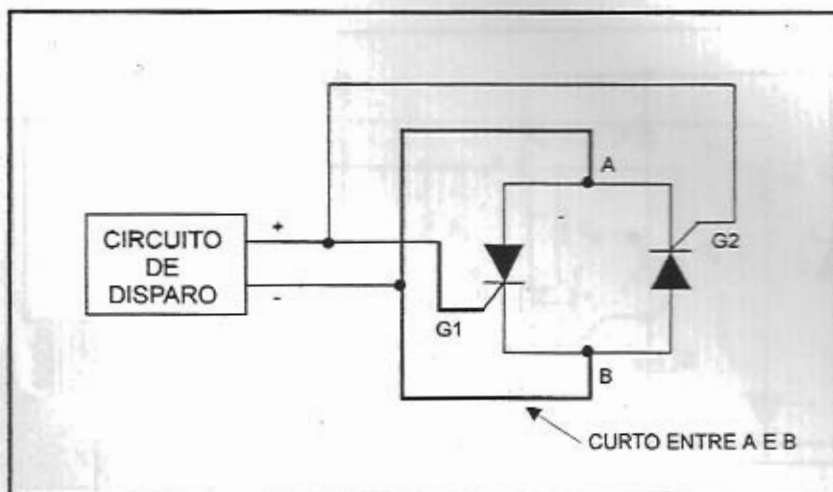 CIRCUITO
DE
DISPARO
+
-
A
-
G2
G1
B
CURTO ENTRE A E B